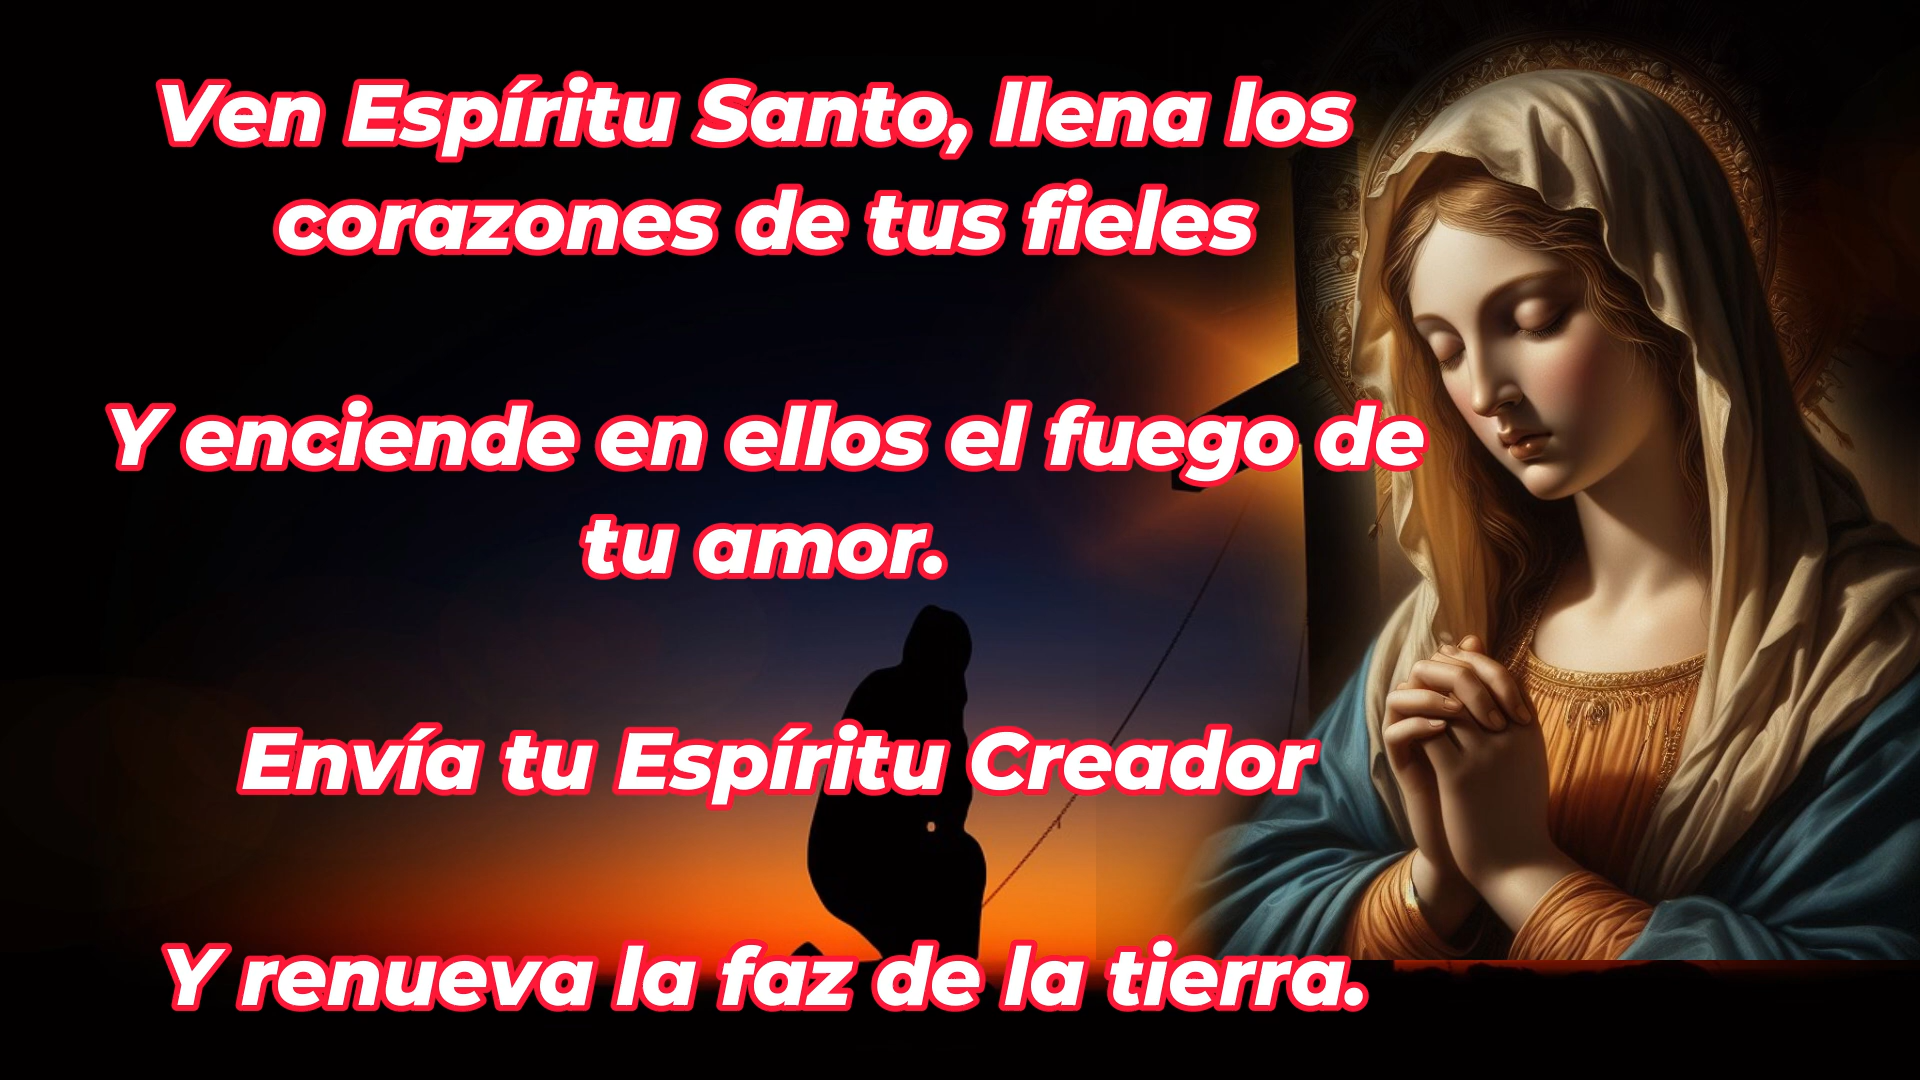 Ven Espíritu Santo, llena los
corazones de tus fieles
Y enciende en ellos el fuego de
tu amor.
Envía tu Espíritu Creador
Y renueva la faz de la tierra.